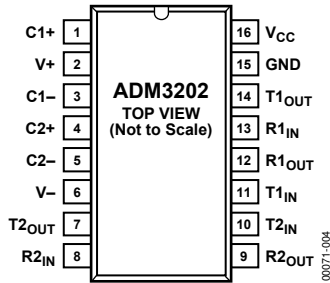 C1+ 1 16 VCC
V+ 2 15 GND
C1– 3 14 T1OUT
C2+ 4 13 R1IN
C2– 5 12 R1OUT
V– 6 11 T1IN
T2OUT 7 10 T2IN
R2IN 8 9 R2OUT
ADM3202
TOP VIEW
(Not to Scale)
00071-004